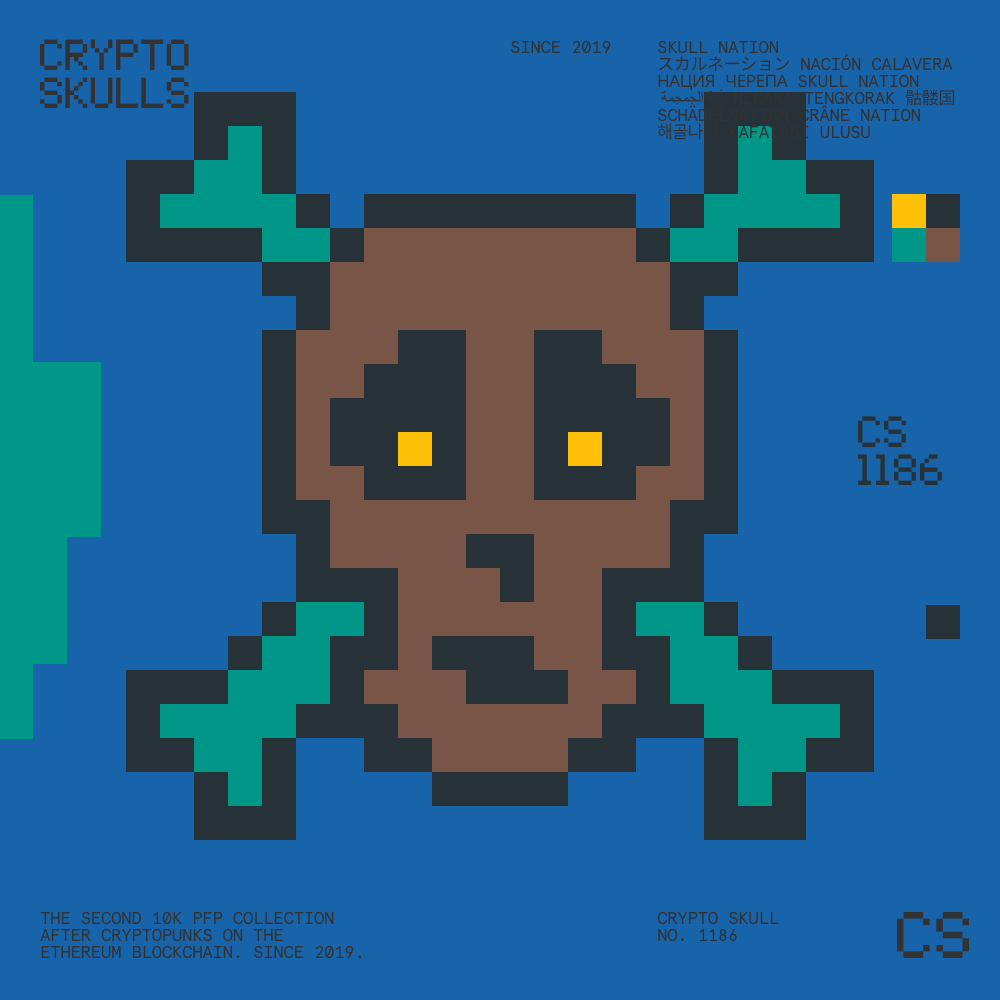 CRYPTO
SKULLS
SINCE 2019
SKULL NATION
スカルネーション NACIÓN CALAVERA
НАЦИЯ ЧЕРЕПА SKULL NATION
الجمجمة TENGKORAK 骷髅国
CRÂNE NATION
해골 KAFA ULUSU
CS
1186
THE SECOND 10K PFP COLLECTION
AFTER CRYPTOPUNKS ON THE
ETHEREUM BLOCKCHAIN. SINCE 2019.
CRYPTO SKULL
NO. 1186
CS